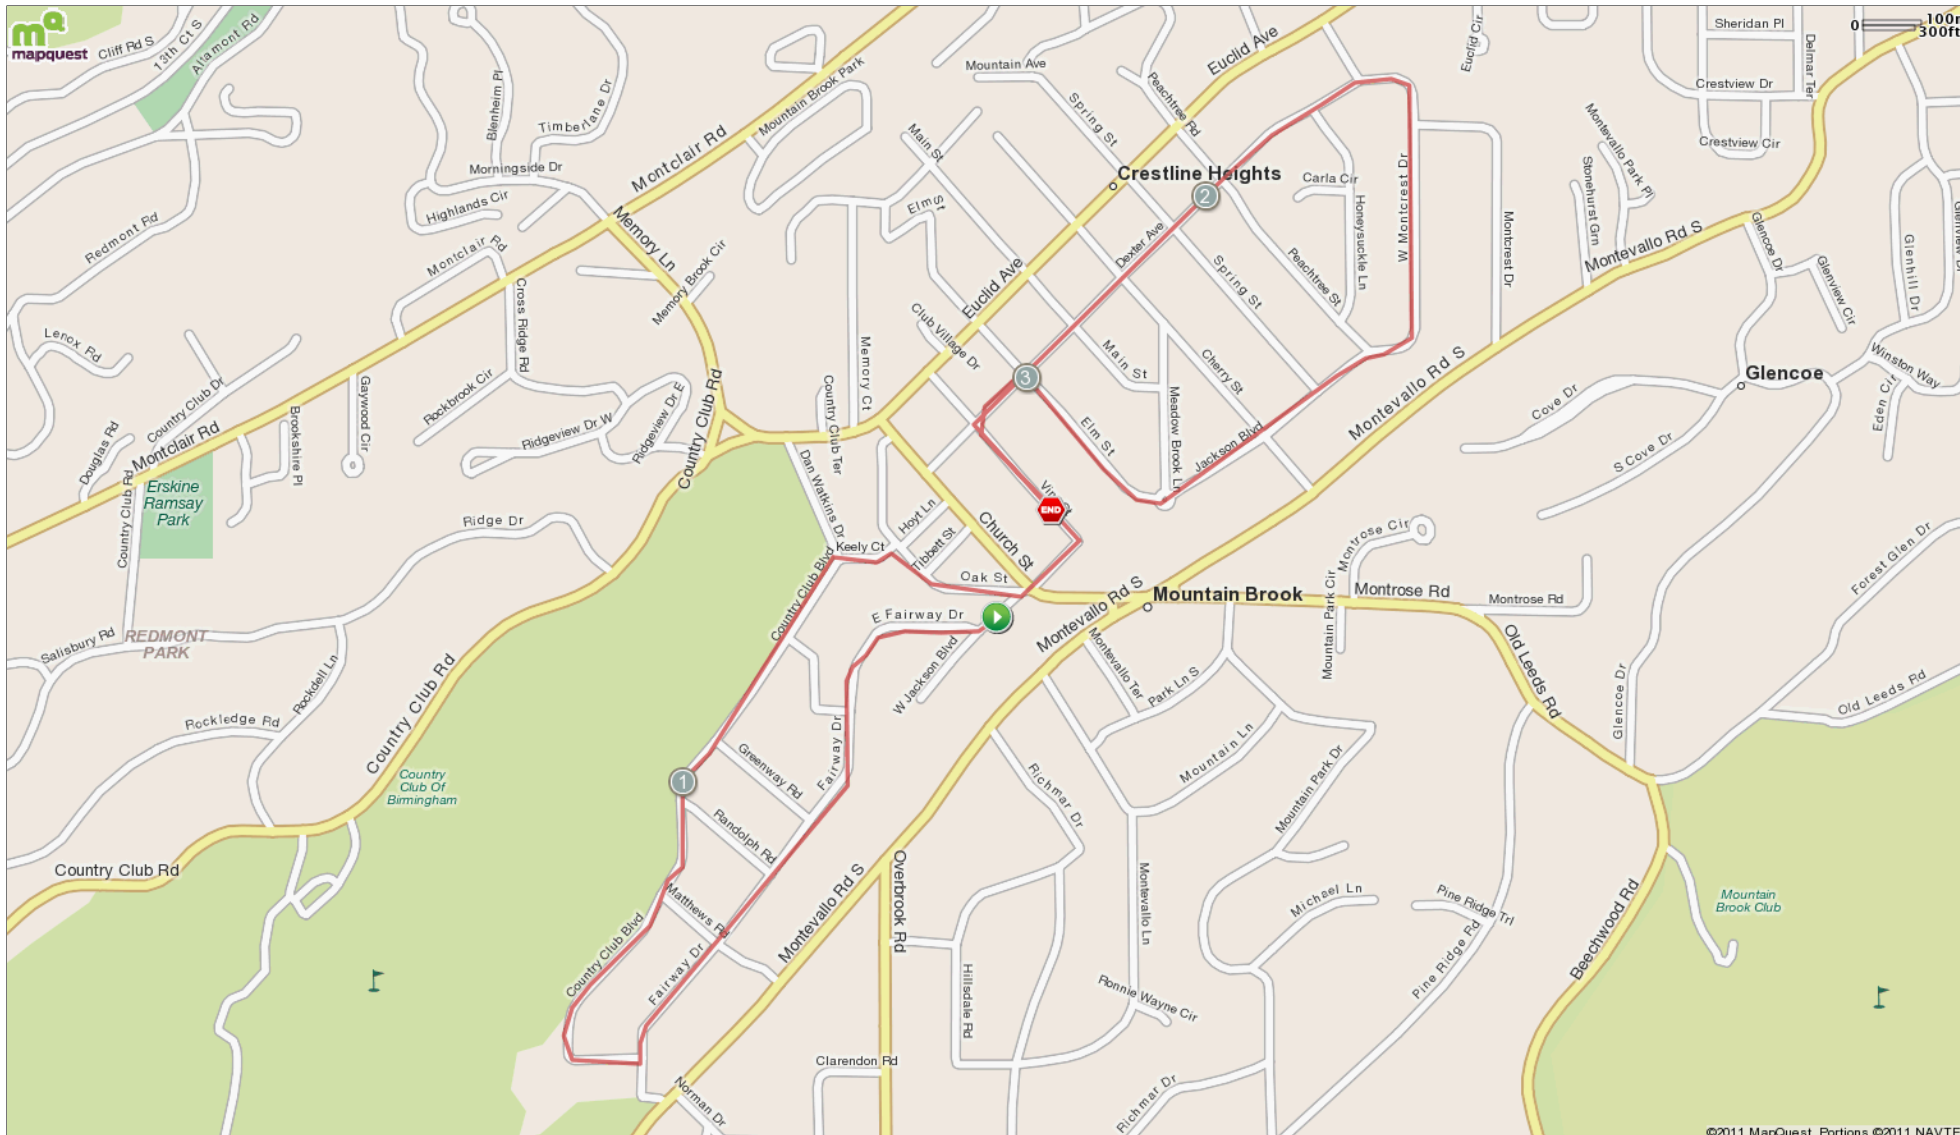 mq
mapquest
Cliff Rd S
13th Ct S
Altamont Rd
Blenheim Pl
Timberlane Dr
Morningside Dr
Highlands Cir
Montclair Rd
Mountain Brook Park
Mountain Ave
Euclid Ave
Peachtree Rd
Spring St
Main St
Elm St
Euclid Cir
Sheridan Pl
Delmar Ter
0
100m
300ft
Crestview Dr
Crestview Cir
Montevallo Park Pl
Stonehurst Grn
Crestline Heights
2
Carla Cir
Honeysuckle Ln
W Montcrest Dr
Montcrest Dr
Montevallo Rd S
Glencoe Dr
Glenview Cir
Glenhill Dr
Glenview Dr
Redmont Rd
Montclair Rd
Memory Ln
Memory Brook Cir
Cross Ridge Rd
Dexter Ave
Euclid Ave
Spring St
Peachtree St
Club Village Dr
Lenox Rd
Country Club Dr
Gaywood Cir
Rockbrook Cir
Ridgeview Dr W
Ridgeview Dr E
Country Club Rd
Country Club Ter
Memory Ct
3
Main St
Cherry St
Meadow Brook Ln
Elm St
Jackson Blvd
Montevallo Rd S
Glencoe
Winston Way
Eden Cir
Cove Dr
S Cove Dr
Douglas Rd
Montclair Rd
Brookshire Pl
Country Club Rd
Erskine
Ramsay
Park
Ridge Dr
Dan Watkins Dr
Hoyt Ln
Tibbett St
Keely Ct
Church St
END
Oak St
Country Club Blvd
E Fairway Dr
W Jackson Blvd
Montevallo Rd S
Mountain Brook
Montrose Cir
Montrose Rd
Montrose Rd
Mountain Park Cir
Forest Glen Dr
Old Leeds Rd
Old Leeds Rd
Glencoe Dr
Salisbury Rd
REDMONT
PARK
Rockdell Ln
Rockledge Rd
Country Club Rd
Country
Club Of
Birmingham
Country Club Rd
1
Greenway Rd
Fairway Dr
Randolph Rd
Matthews Rd
Country Club Blvd
Fairway Dr
Montevallo Rd S
Overbrook Rd
Montevallo Ter
Park Ln S
Mountain Ln
Mountain Park Dr
Richmar Dr
Montevallo Ln
Michael Ln
Pine Ridge Trl
Pine Ridge Rd
Beechwood Rd
Mountain
Brook Club
Hillsdale Rd
Ronnie Wayne Cir
Clarendon Rd
Norman Dr
Richmar Dr